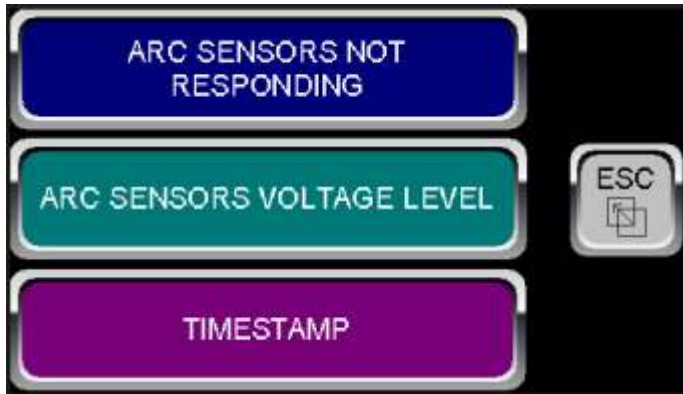 ARC SENSORS NOT
RESPONDING
ARC SENSORS VOLTAGE LEVEL
ESC
TIMESTAMP